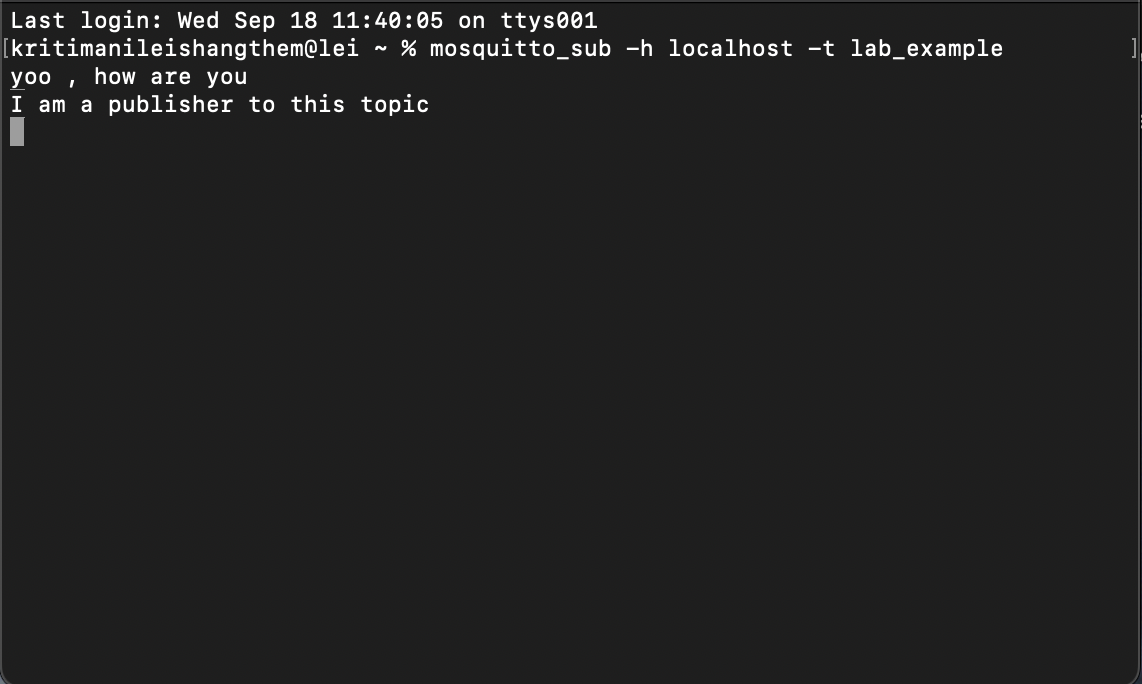 Last login: Wed Sep 18 11:40:05 on ttys001
[kritimanileishangthem@lei ~ % mosquitto_sub -h localhost -t lab_example ]
yoo , how are you
I am a publisher to this topic